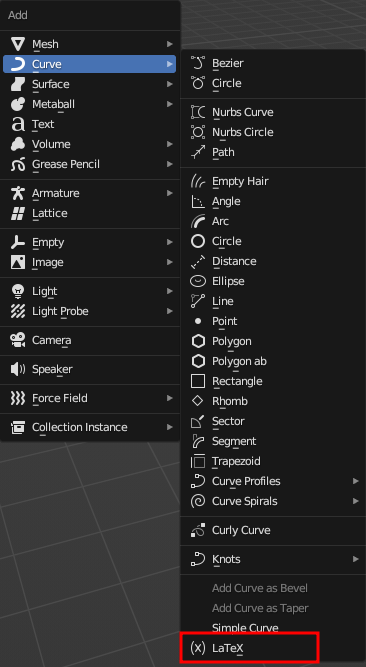 Add
Mesh
Curve
Surface
Metaball
Text
Volume
Grease Pencil
Armature
Lattice
Empty
Image
Light
Light Probe
Camera
Speaker
Force Field
Collection Instance
Bezier
Circle
Nurbs Curve
Nurbs Circle
Path
Empty Hair
Angle
Arc
Circle
Distance
Ellipse
Line
Point
Polygon
Polygon ab
Rectangle
Rhomb
Sector
Segment
Trapezoid
Curve Profiles
Curve Spirals
Curly Curve
Knots
Add Curve as Bevel
Add Curve as Taper
Simple Curve
(x) LaTeX